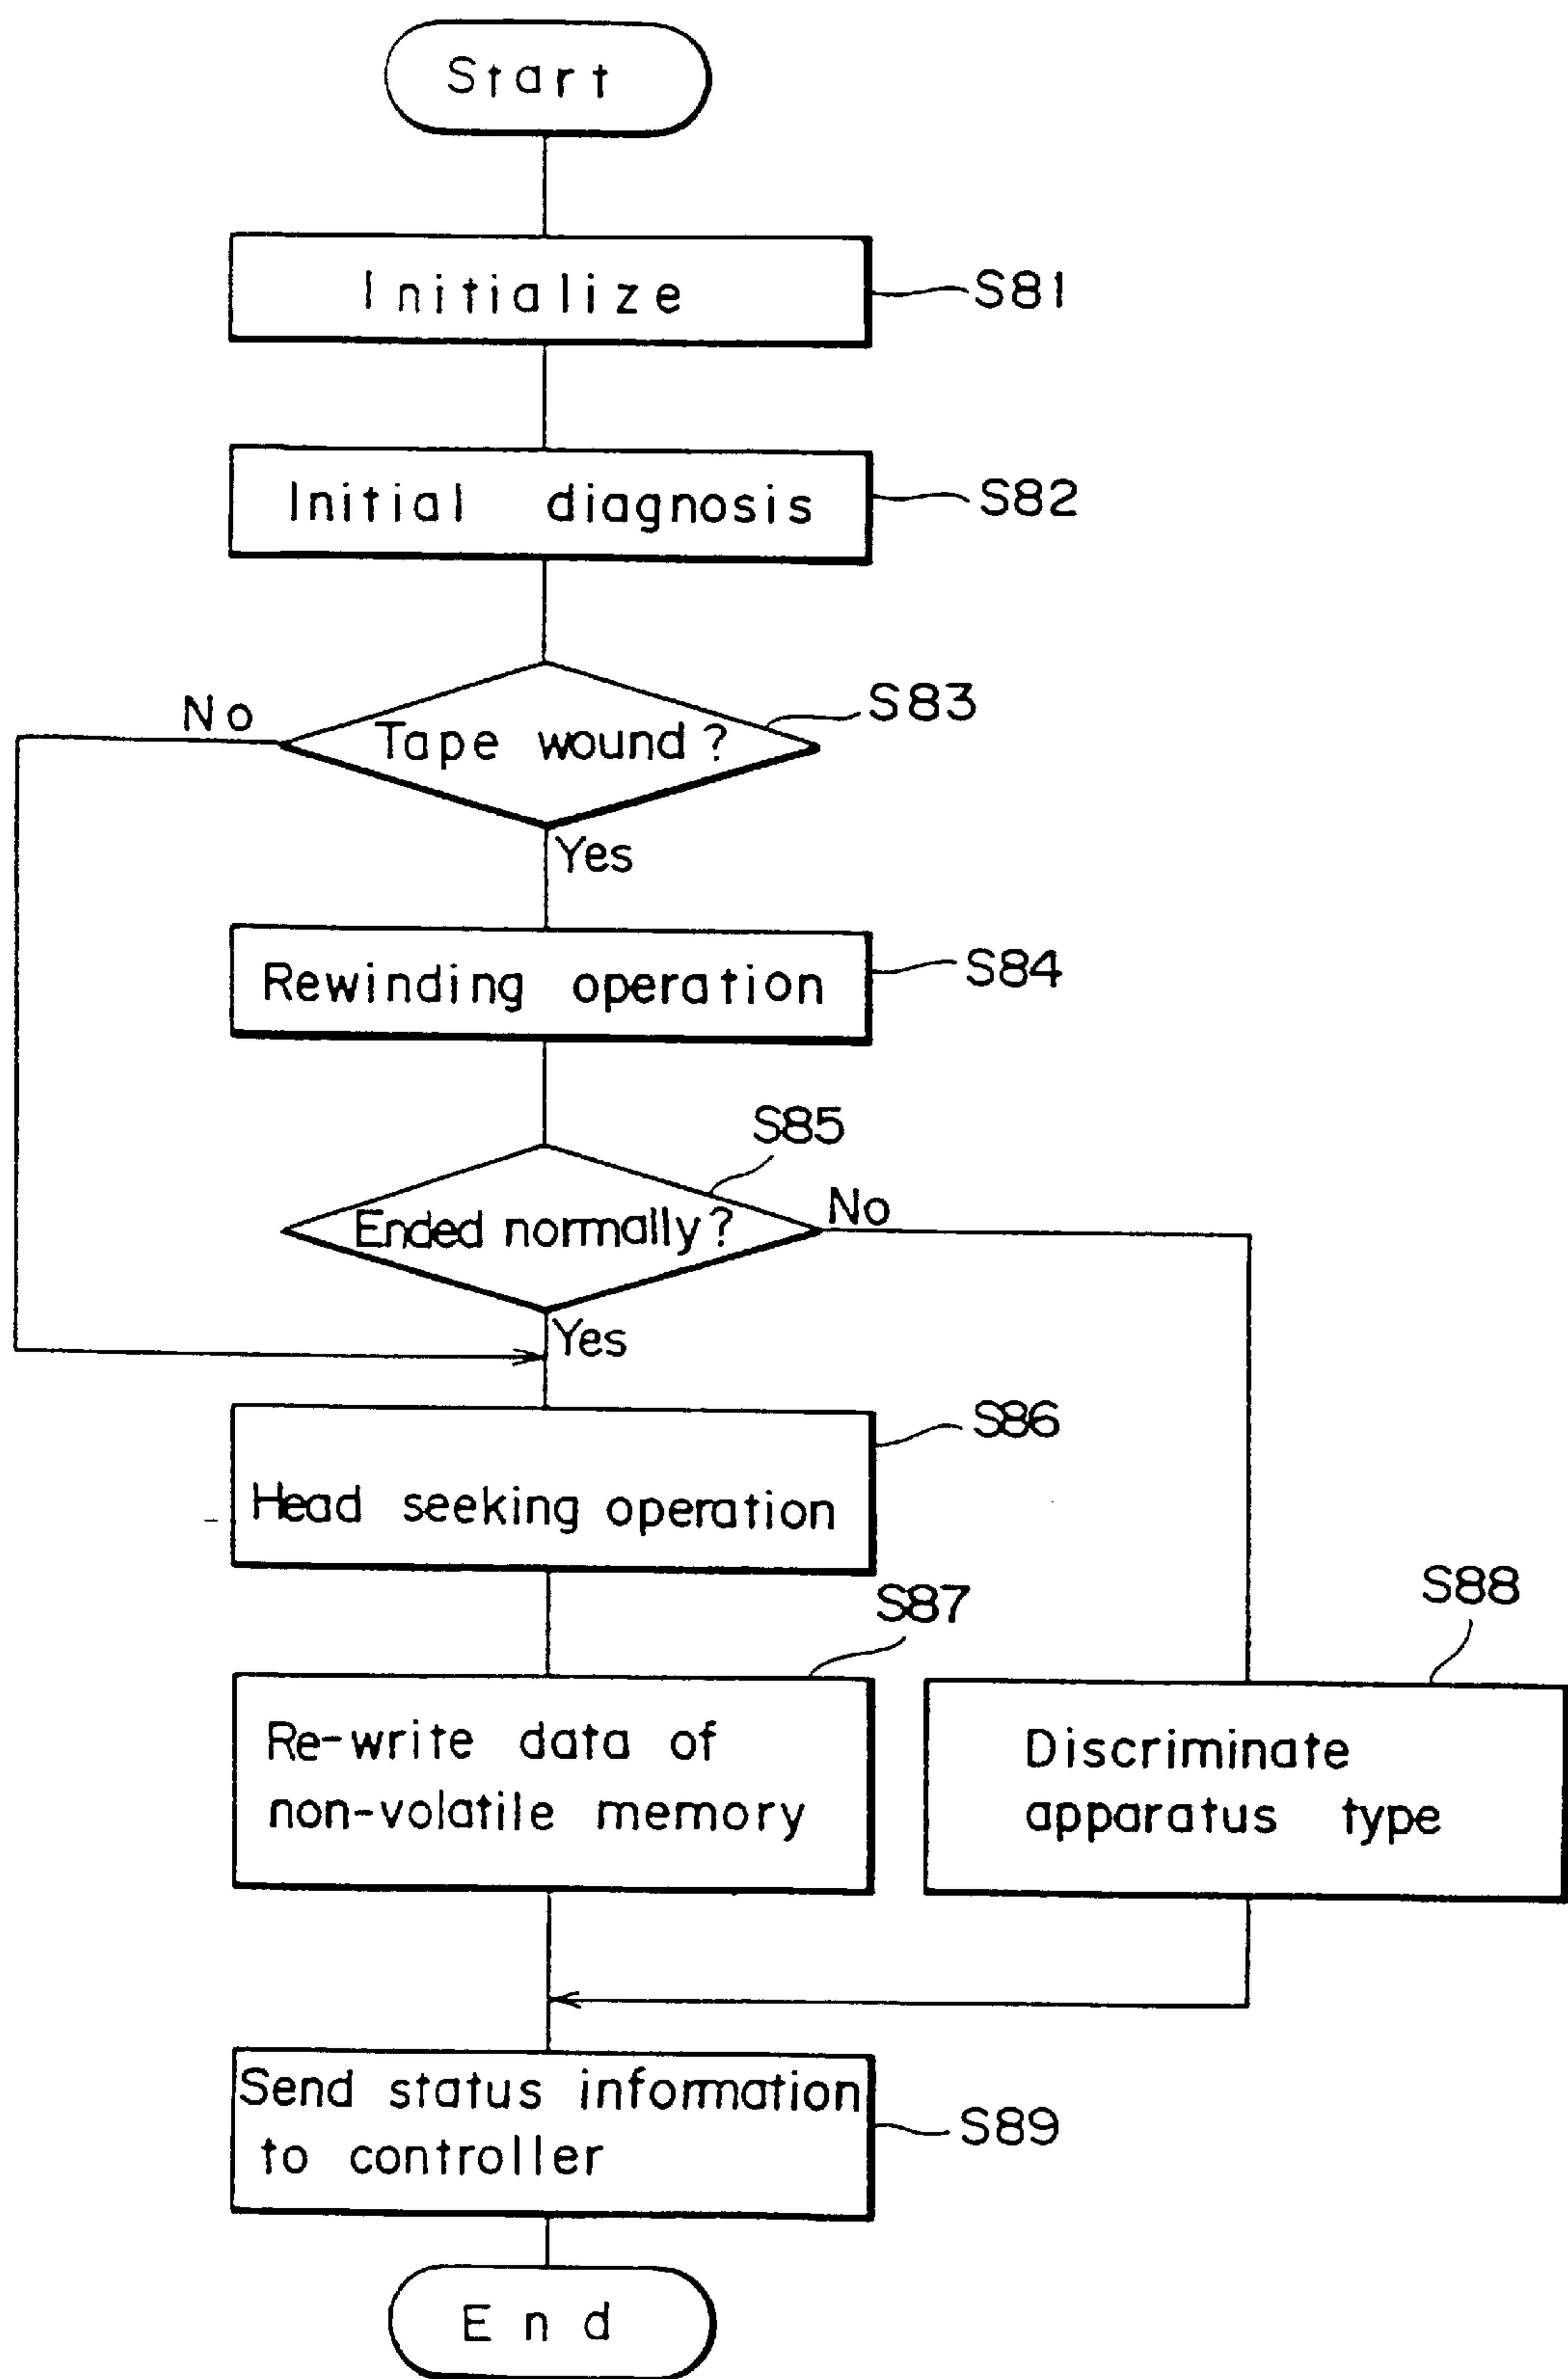 Start
Initialize
S81
Initial diagnosis
S82
No
Tape wound?
S83
Yes
Rewinding operation
S84
S85
Ended normally?
No
Yes
S86
Head seeking operation
S87
S88
Re-write data of
non-volatile memory
Discriminate
apparatus type
Send status information
to controller
S89
End